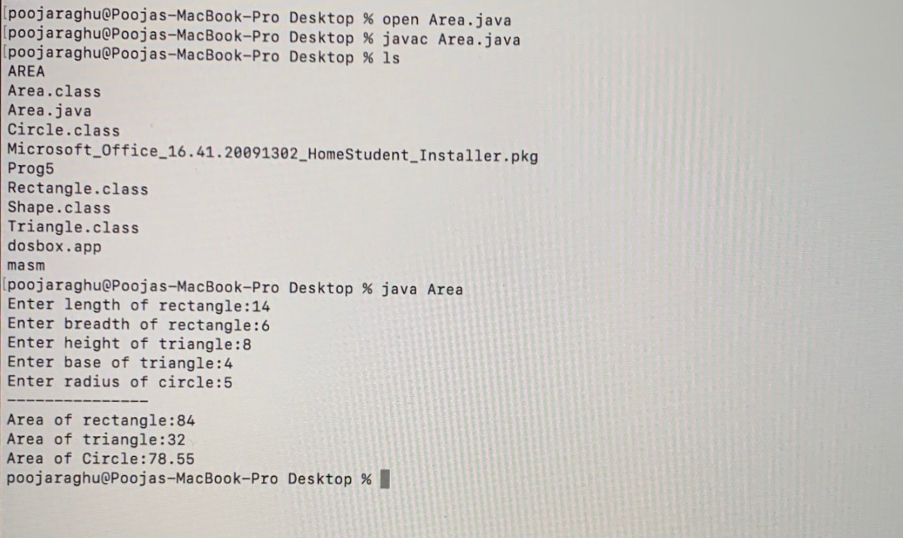 [poojaraghu@Poojas-MacBook-Pro Desktop % open Area.java
[poojaraghu@Poojas-MacBook-Pro Desktop % javac Area.java
[poojaraghu@Poojas-MacBook-Pro Desktop % ls
AREA
Area.class
Area.java
Circle.class
Microsoft_Office_16.41.20091302_HomeStudent_Installer.pkg
Prog5
Rectangle.class
Shape.class
Triangle.class
dosbox.app
masm
[poojaraghu@Poojas-MacBook-Pro Desktop % java Area
Enter length of rectangle:14
Enter breadth of rectangle:6
Enter height of triangle:8
Enter base of triangle:4
Enter radius of circle:5
---------------
Area of rectangle:84
Area of triangle:32
Area of Circle:78.55
poojaraghu@Poojas-MacBook-Pro Desktop %